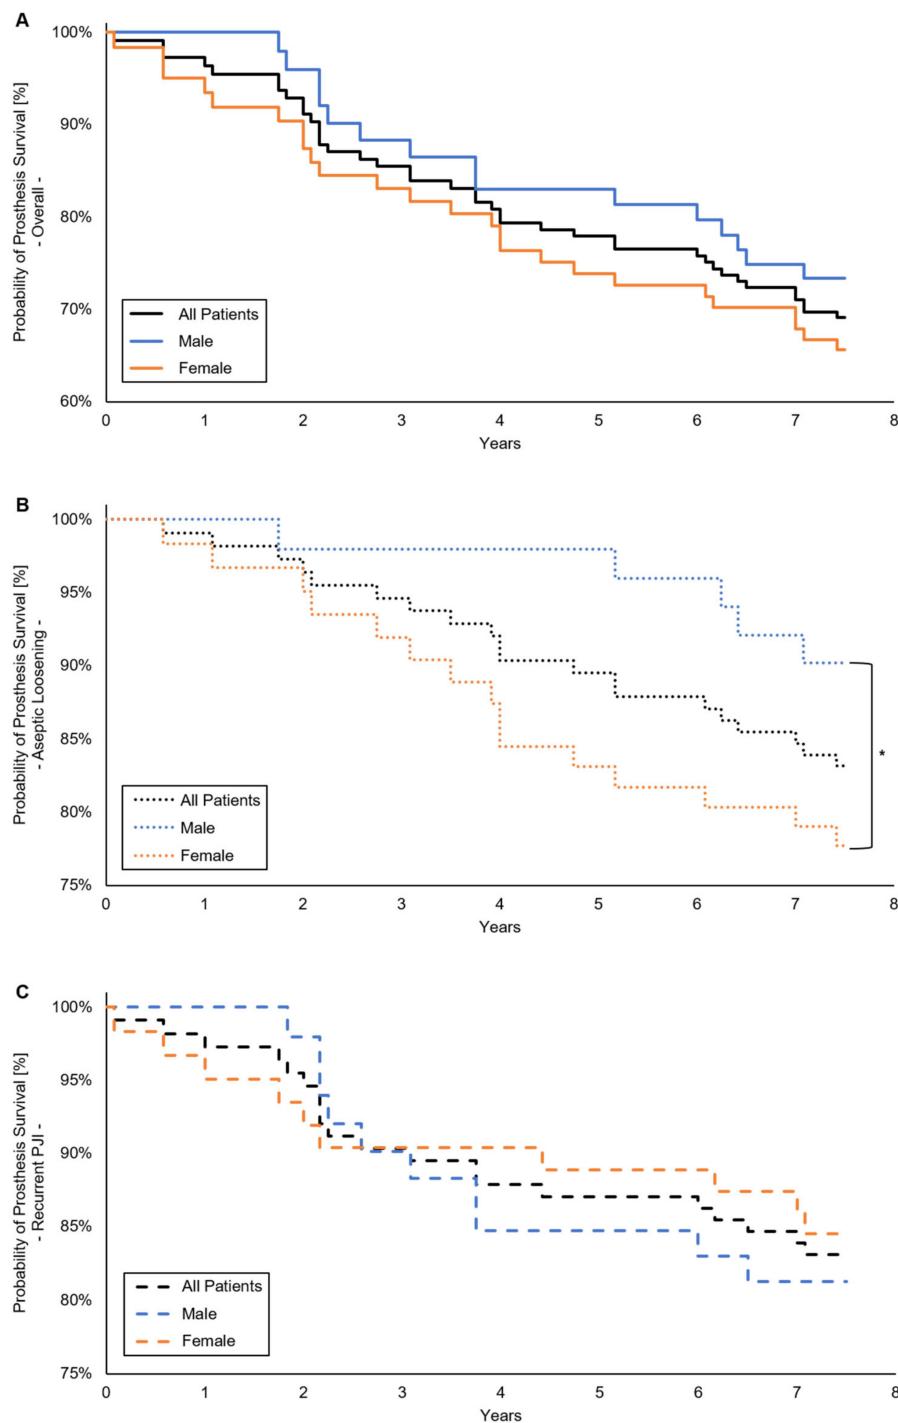 A
Probability of Prosthesis Survival [%]
- Overall -
100%
90%
80%
70%
60%
All Patients
Male
Female
0 1 2 3 4 5 6 7 8
Years
B
Probability of Prosthesis Survival [%]
- Aseptic Loosening -
100%
95%
90%
85%
80%
75%
All Patients
Male
Female
*
0 1 2 3 4 5 6 7 8
Years
C
Probability of Prosthesis Survival [%]
- Recurrent PJI -
100%
95%
90%
85%
80%
75%
All Patients
Male
Female
0 1 2 3 4 5 6 7 8
Years